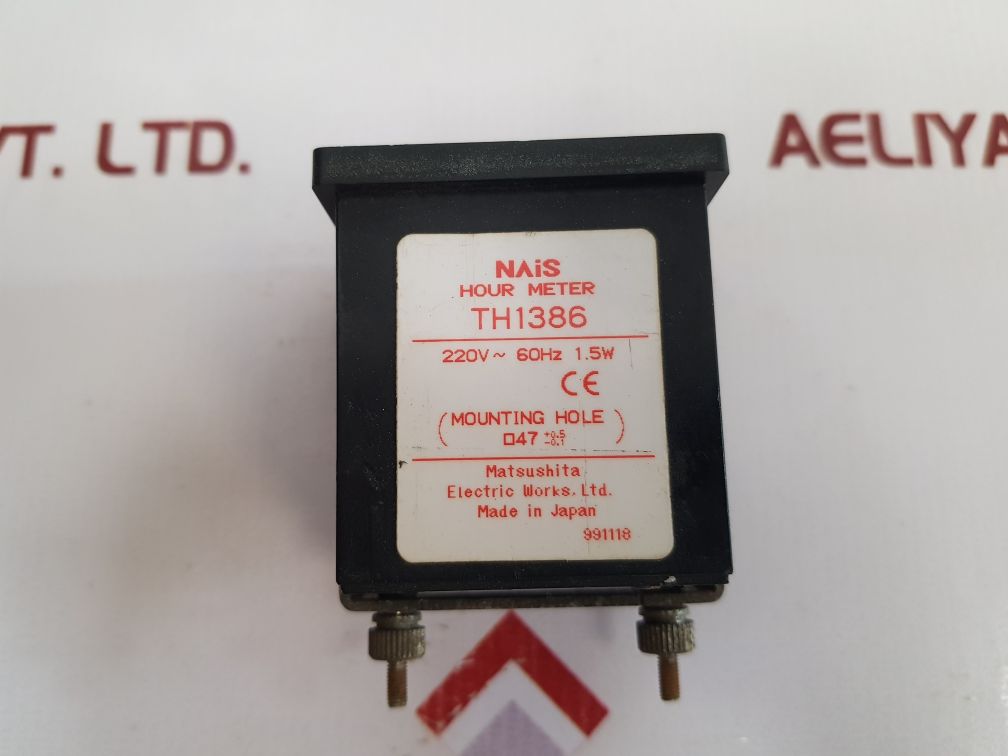 VT. LTD.
AELIYA
NAiS
HOUR METER
TH1386
220V~ 60Hz 1.5W
CE
(MOUNTING HOLE
□47 +0.5 -0.1)
Matsushita
Electric Works, Ltd.
Made in Japan
991118